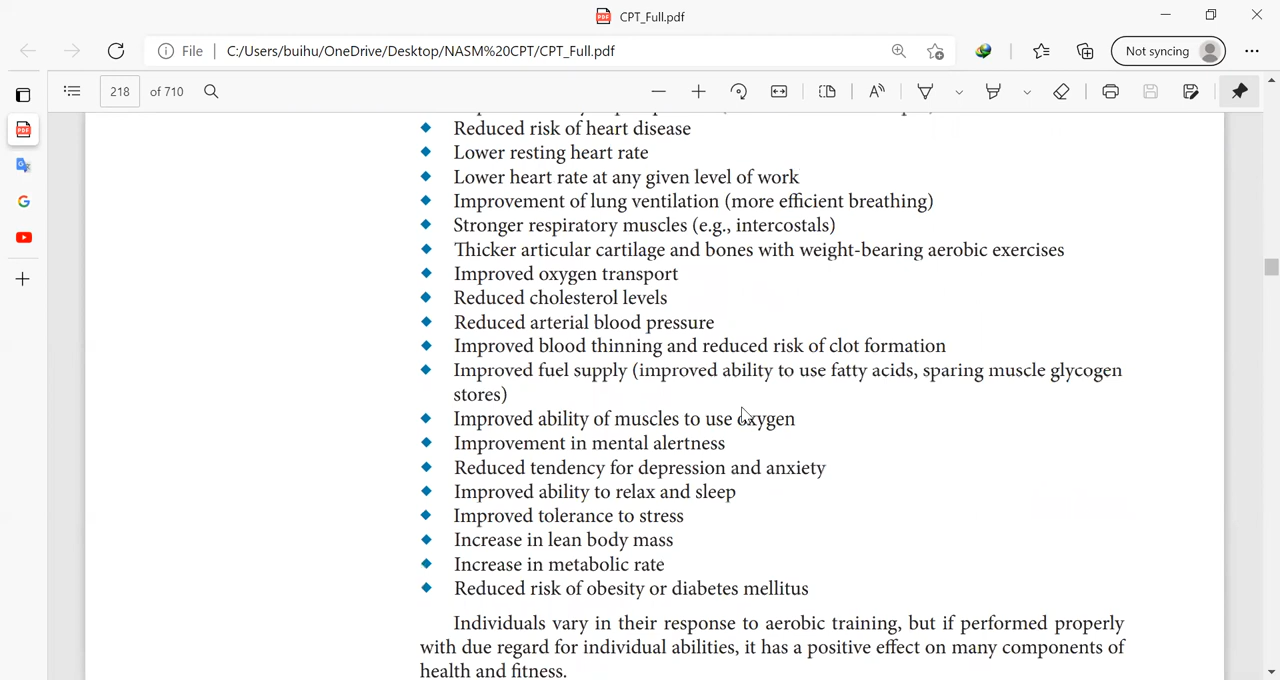 CPT_Full.pdf
File | C:/Users/buihu/OneDrive/Desktop/NASM%20CPT/CPT_Full.pdf
Not syncing
218 of 710
Reduced risk of heart disease
Lower resting heart rate
Lower heart rate at any given level of work
Improvement of lung ventilation (more efficient breathing)
Stronger respiratory muscles (e.g., intercostals)
Thicker articular cartilage and bones with weight-bearing aerobic exercises
Improved oxygen transport
Reduced cholesterol levels
Reduced arterial blood pressure
Improved blood thinning and reduced risk of clot formation
Improved fuel supply (improved ability to use fatty acids, sparing muscle glycogen
stores)
Improved ability of muscles to use oxygen
Improvement in mental alertness
Reduced tendency for depression and anxiety
Improved ability to relax and sleep
Improved tolerance to stress
Increase in lean body mass
Increase in metabolic rate
Reduced risk of obesity or diabetes mellitus
Individuals vary in their response to aerobic training, but if performed properly
with due regard for individual abilities, it has a positive effect on many components of
health and fitness.